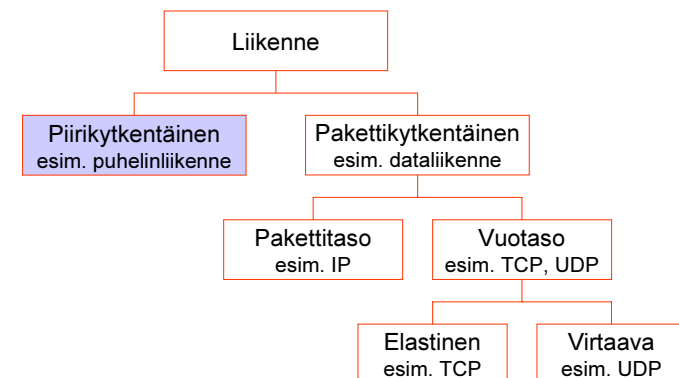 Liikenne
Piirikytkentäinen
esim. puhelinliikenne
Pakettikytkentäinen
esim. dataliikenne
Pakettitaso
esim. IP
Vuotaso
esim. TCP, UDP
Elastinen
esim. TCP
Virtaava
esim. UDP